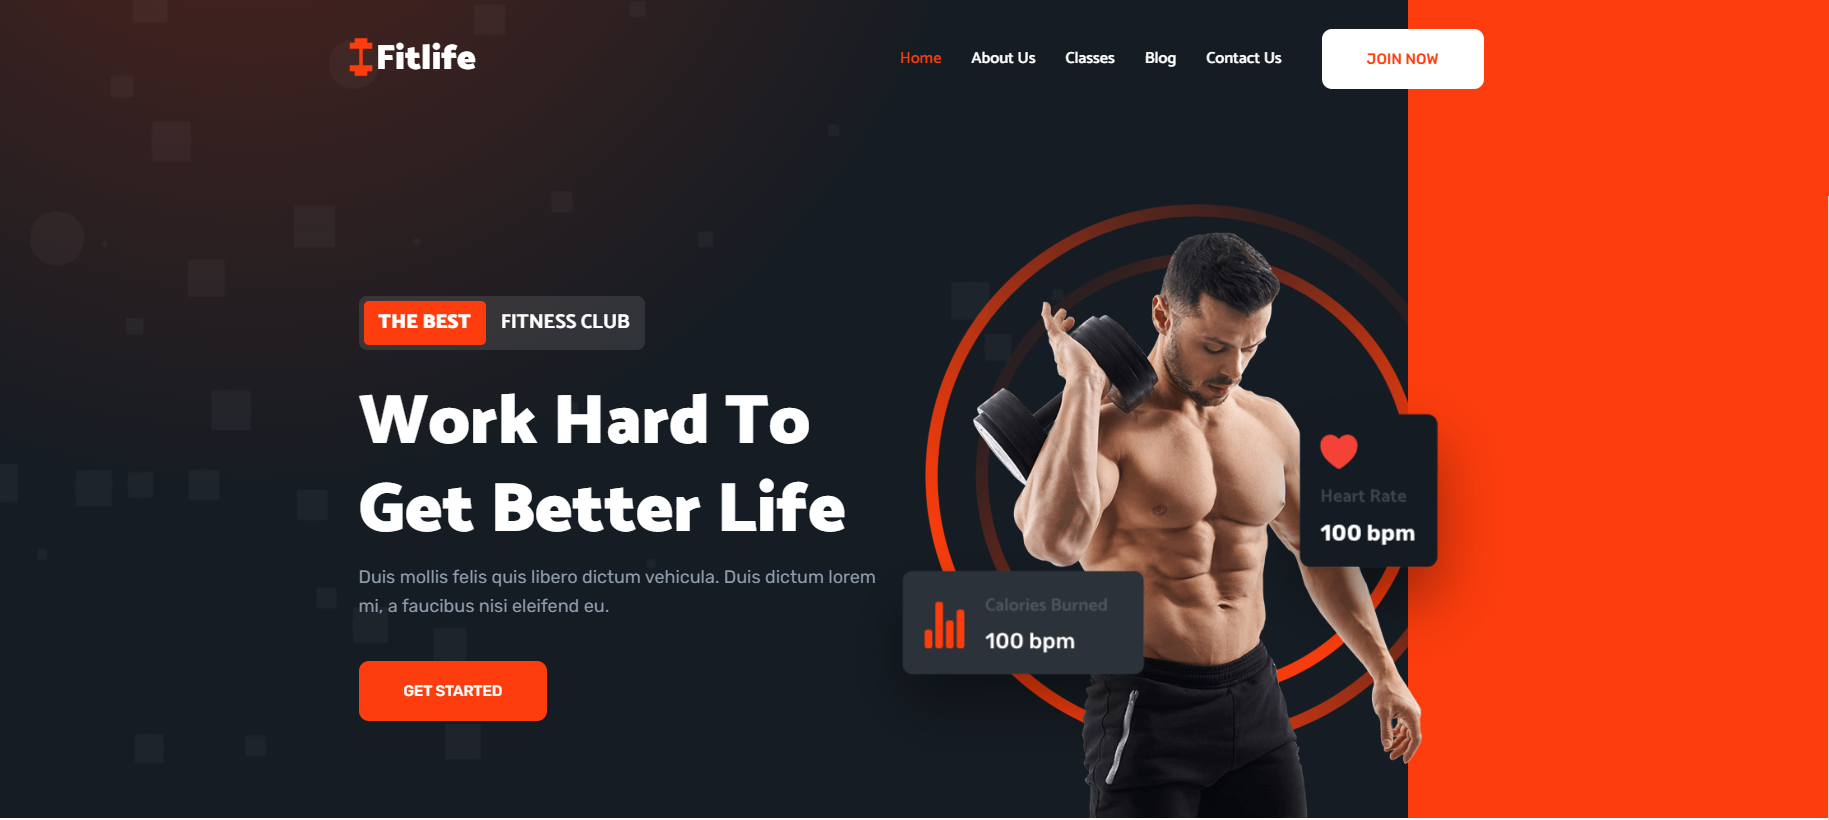 Fitlife
Home About Us Classes Blog Contact Us JOIN NOW
THE BEST FITNESS CLUB
Work Hard To
Get Better Life
Duis mollis felis quis libero dictum vehicula. Duis dictum lorem
mi, a faucibus nisi eleifend eu.
GET STARTED
Heart Rate
100 bpm
Calories Burned
100 bpm